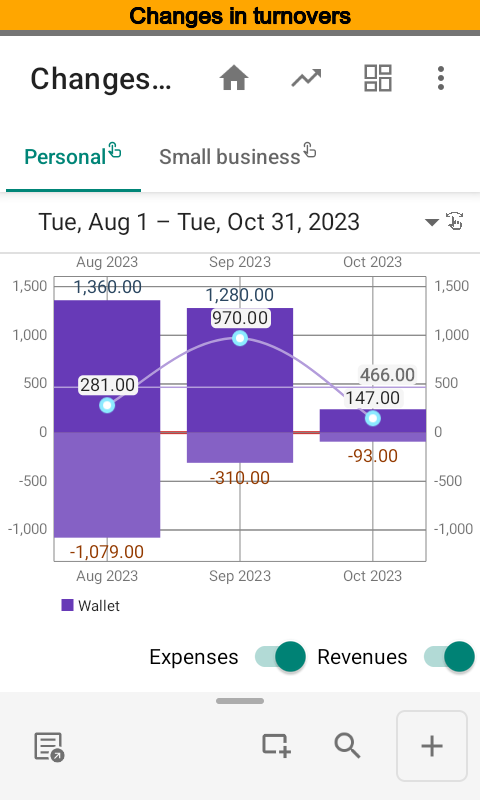 Changes in turnovers
Changes...
Personal
Small business
Tue, Aug 1 – Tue, Oct 31, 2023
Aug 2023 Sep 2023 Oct 2023
1,500 1,360.00 1,280.00 1,500
970.00
1,000 1,000
500 281.00 466.00 500
147.00
0 0
-93.00
-500 -310.00 -500
-1,000 -1,000
-1,079.00
Aug 2023 Sep 2023 Oct 2023
Wallet
Expenses Revenues